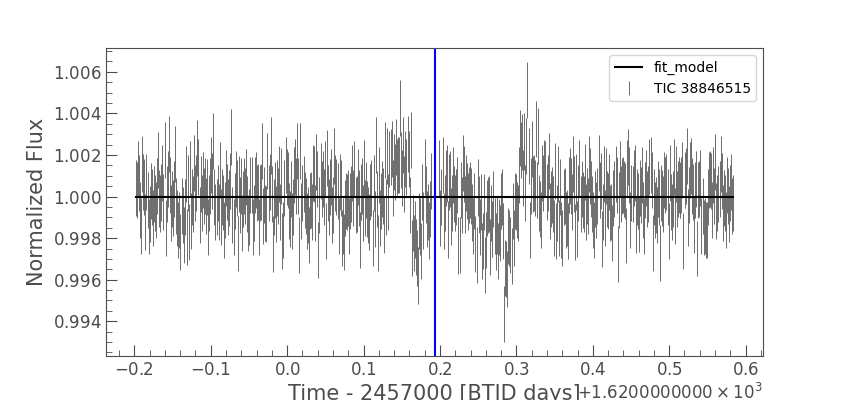 fit_model
TIC 38846515
1.006
1.004
1.002
1.000
0.998
0.996
0.994
Normalized Flux
−0.2 −0.1 0.0 0.1 0.2 0.3 0.4 0.5 0.6
Time - 2457000 [BTJD days]
+1.6200000000 × 10³